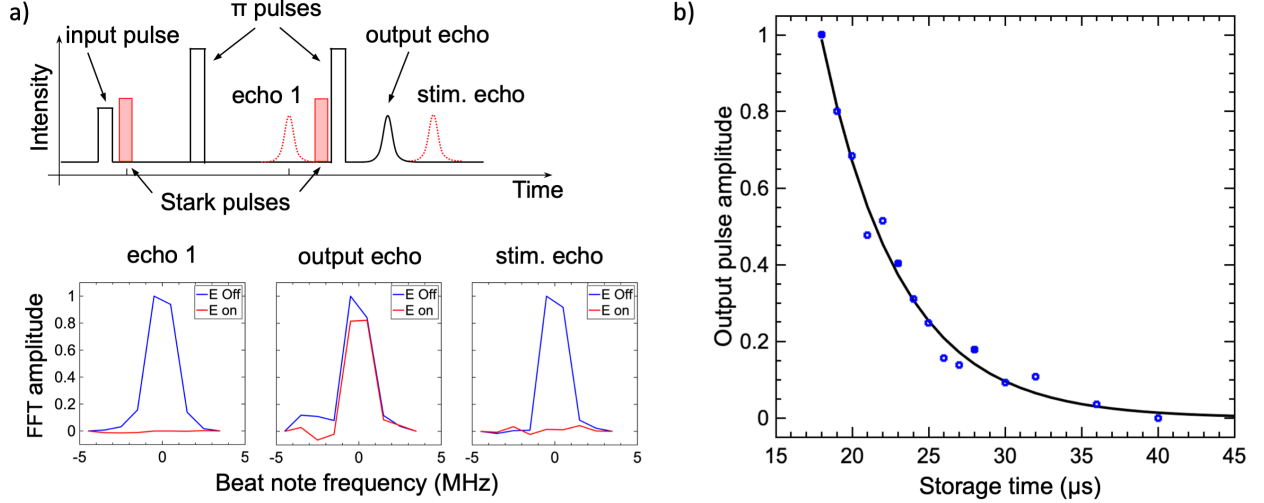 a)
π pulses
input pulse
output echo
echo 1
stim. echo
Intensity
Stark pulses
Time
echo 1
output echo
stim. echo
FFT amplitude
1
0.8
0.6
0.4
0.2
0
E Off
E on
E Off
E on
E Off
E on
-5 0 5
-5 0 5
-5 0 5
Beat note frequency (MHz)
b)
Output pulse amplitude
1
0.8
0.6
0.4
0.2
0
15 20 25 30 35 40 45
Storage time (μs)